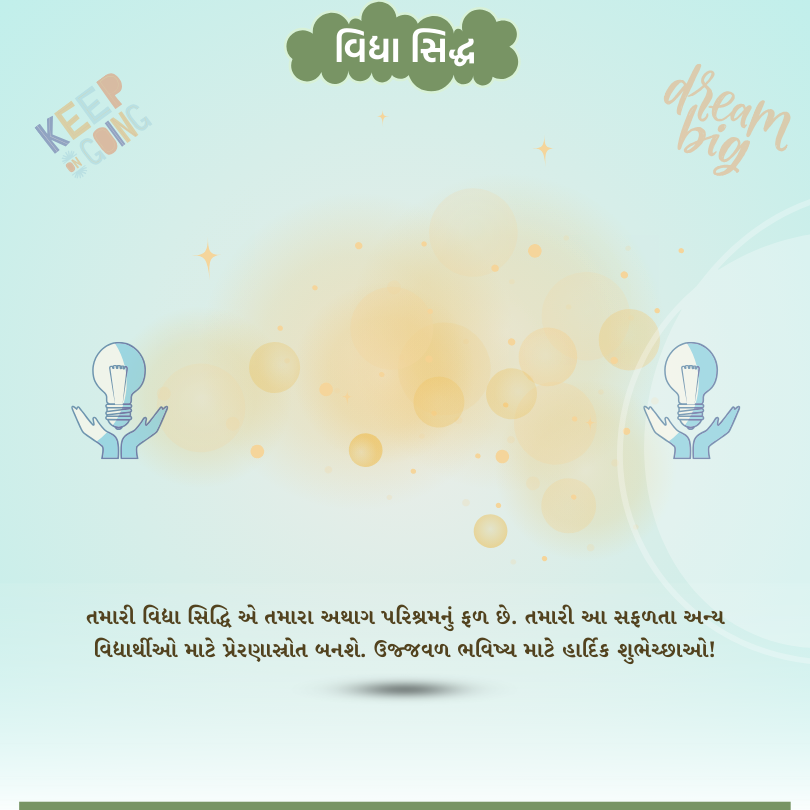 વિદ્યા સિદ્ધ
KEEP
ON GOING
dream
big
તમારી વિદ્યા સિદ્ધિ એ તમારા અથાગ પરિશ્રમનું ફળ છે. તમારી આ સફળતા અન્ય
વિદ્યાર્થીઓ માટે પ્રેરણાસ્રોત બનશે. ઉજ્જવળ ભવિષ્ય માટે હાર્દિક શુભેચ્છાઓ!